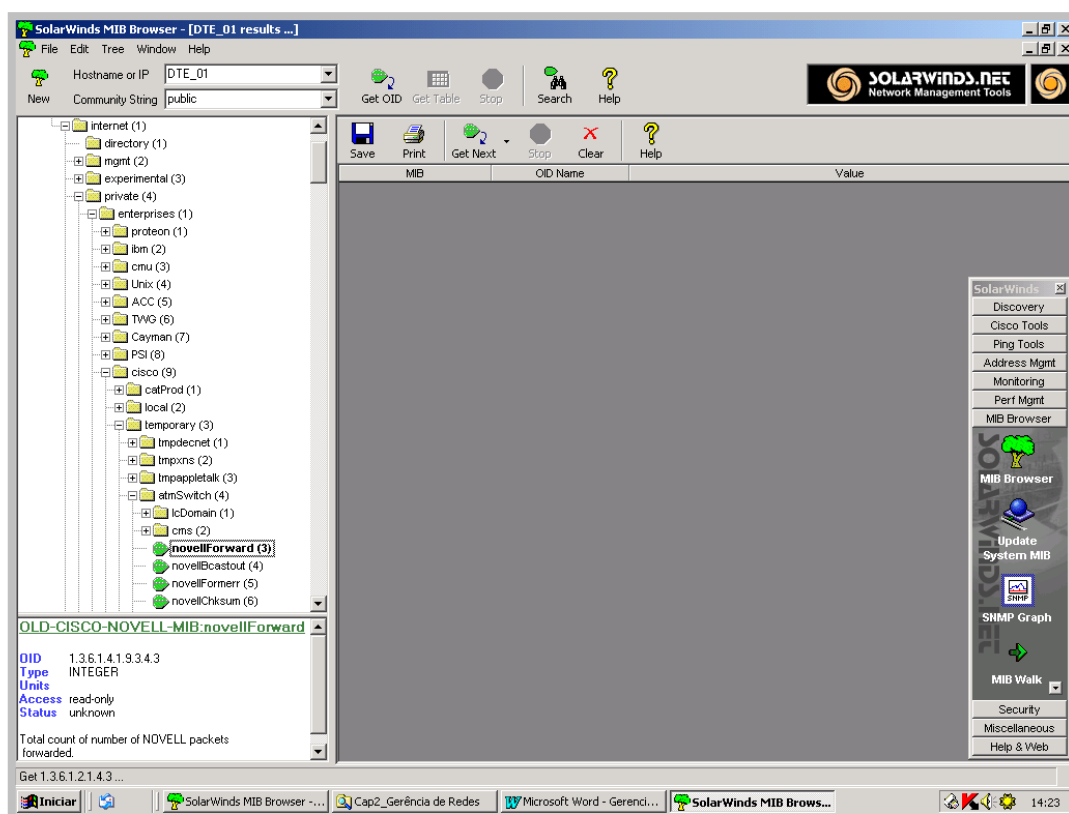 SolarWinds MIB Browser - [DTE_01 results ...]
File Edit Tree Window Help
New
Hostname or IP DTE_01
Community String public
Get OID Get Table Stop Search Help
SOLARWINDS.NET
Network Management Tools
internet (1)
directory (1)
mgmt (2)
experimental (3)
private (4)
enterprises (1)
proteon (1)
ibm (2)
cmu (3)
Unix (4)
ACC (5)
TWG (6)
Cayman (7)
PSI (8)
cisco (9)
catProd (1)
local (2)
temporary (3)
tmpdecnet (1)
tmpxns (2)
tmpappletalk (3)
atmSwitch (4)
lcDomain (1)
cms (2)
novellForward (3)
novellBcastout (4)
novellFormerr (5)
novellChksum (6)
OLD-CISCO-NOVELL-MIB:novellForward
OID 1.3.6.1.4.1.9.3.4.3
Type INTEGER
Units
Access read-only
Status unknown
Total count of number of NOVELL packets
forwarded.
Save Print Get Next Stop Clear Help
MIB OID Name Value
SolarWinds
Discovery
Cisco Tools
Ping Tools
Address Mgmt
Monitoring
Perf Mgmt
MIB Browser
SOLARWINDS.NET
MIB Browser
Update
System MIB
SNMP
SNMP Graph
MIB Walk
Security
Miscellaneous
Help & Web
Get 1.3.6.1.2.1.4.3 ...
Iniciar SolarWinds MIB Browser -... Cap2_Gerência de Redes Microsoft Word - Gerenci... SolarWinds MIB Brows... 14:23